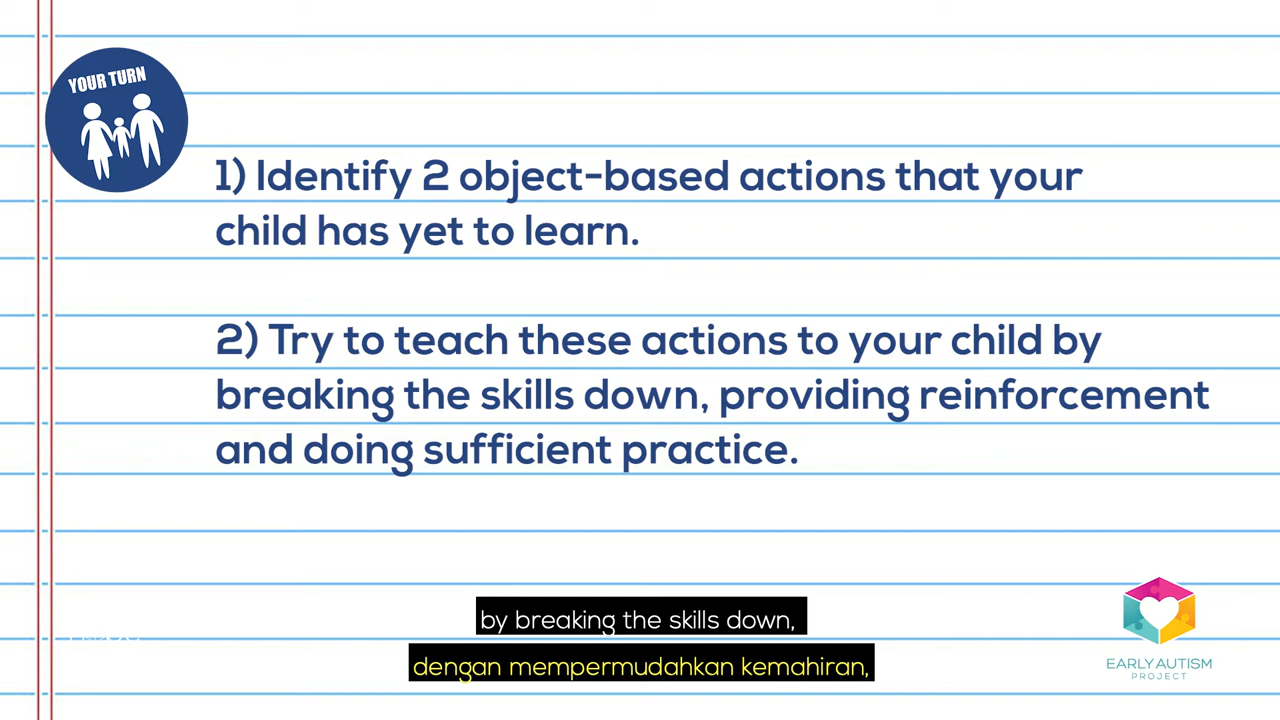 YOUR TURN
1) Identify 2 object-based actions that your
child has yet to learn.
2) Try to teach these actions to your child by
breaking the skills down, providing reinforcement
and doing sufficient practice.
by breaking the skills down,
dengan mempermudahkan kemahiran,
EARLY AUTISM
PROJECT